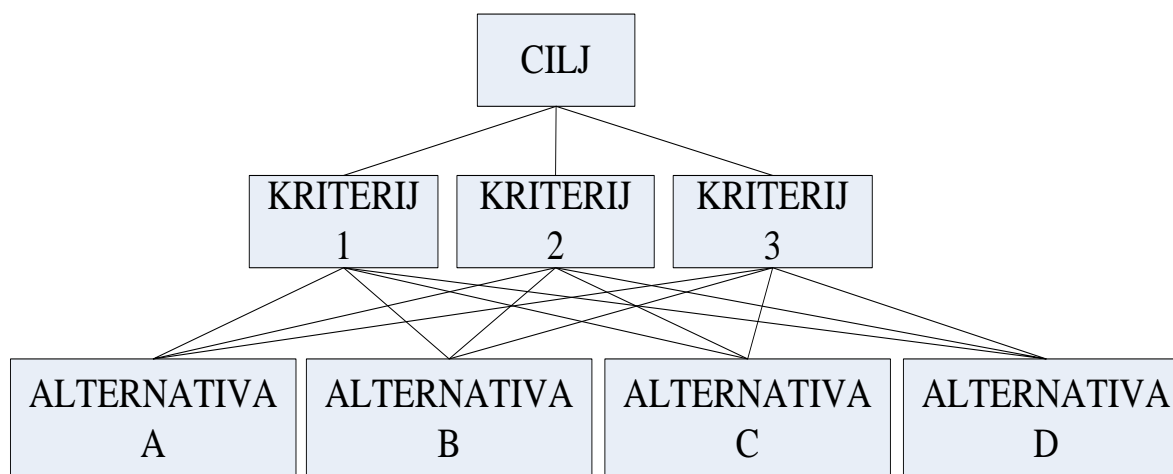 CILJ
KRITERIJ
1
KRITERIJ
2
KRITERIJ
3
ALTERNATIVA
A
ALTERNATIVA
B
ALTERNATIVA
C
ALTERNATIVA
D